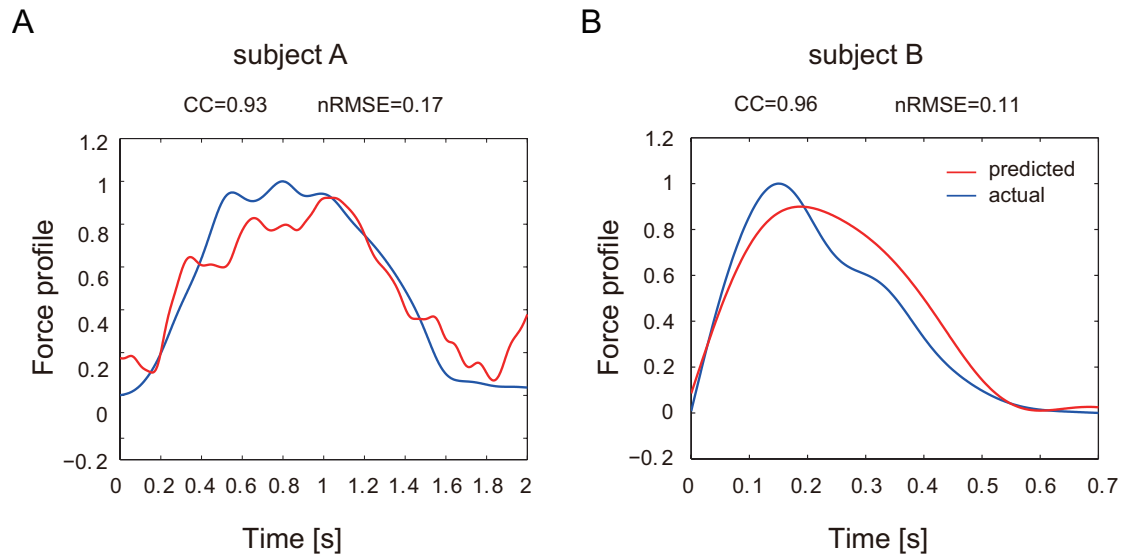 A
subject A
CC=0.93 nRMSE=0.17
1.2
1
0.8
0.6
0.4
0.2
0
−0.2
Force profile
0 0.2 0.4 0.6 0.8 1 1.2 1.4 1.6 1.8 2
Time [s]
B
subject B
CC=0.96 nRMSE=0.11
predicted
actual
1.2
1
0.8
0.6
0.4
0.2
0
−0.2
Force profile
0 0.1 0.2 0.3 0.4 0.5 0.6 0.7
Time [s]